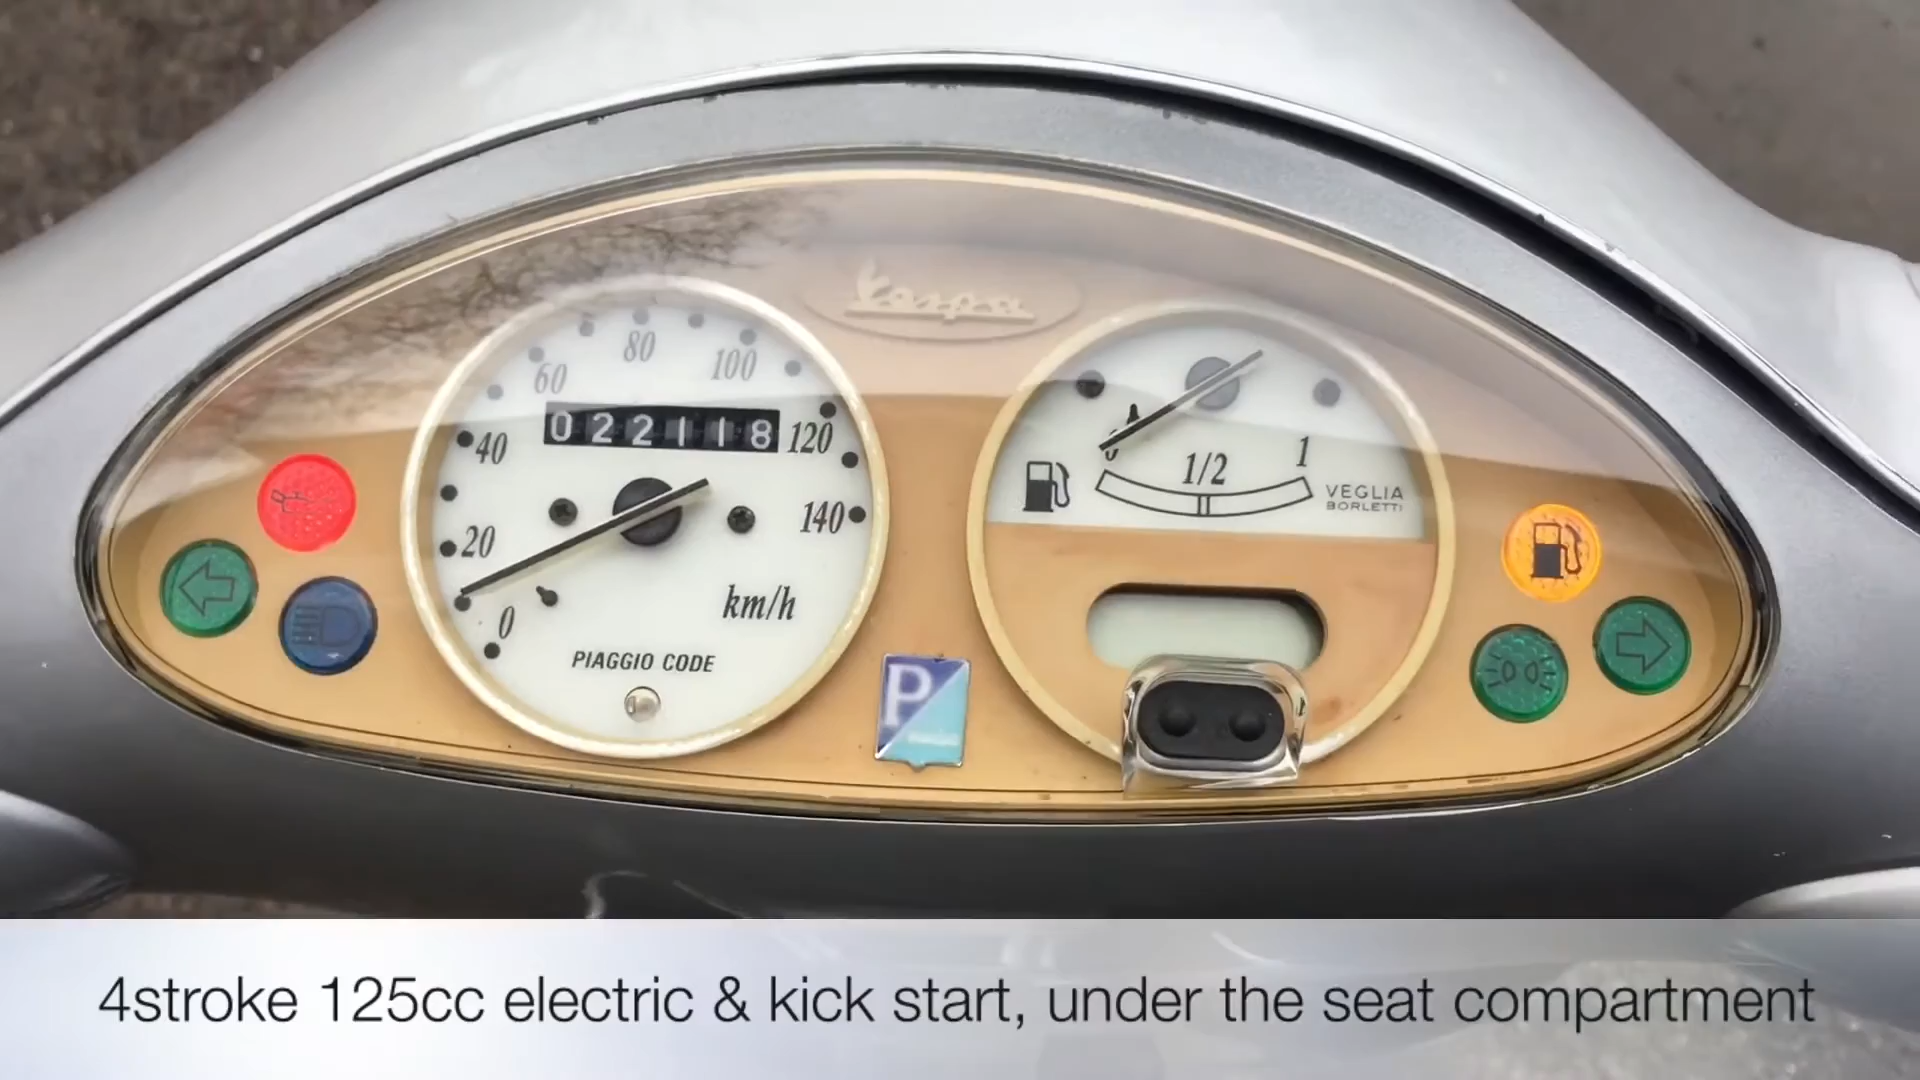 Vespa
80
60
100
022118
40
120
20
140
0
km/h
PIAGGIO CODE
0
1/2
1
VEGLIA
BORLETTI
P
4stroke 125cc electric & kick start, under the seat compartment